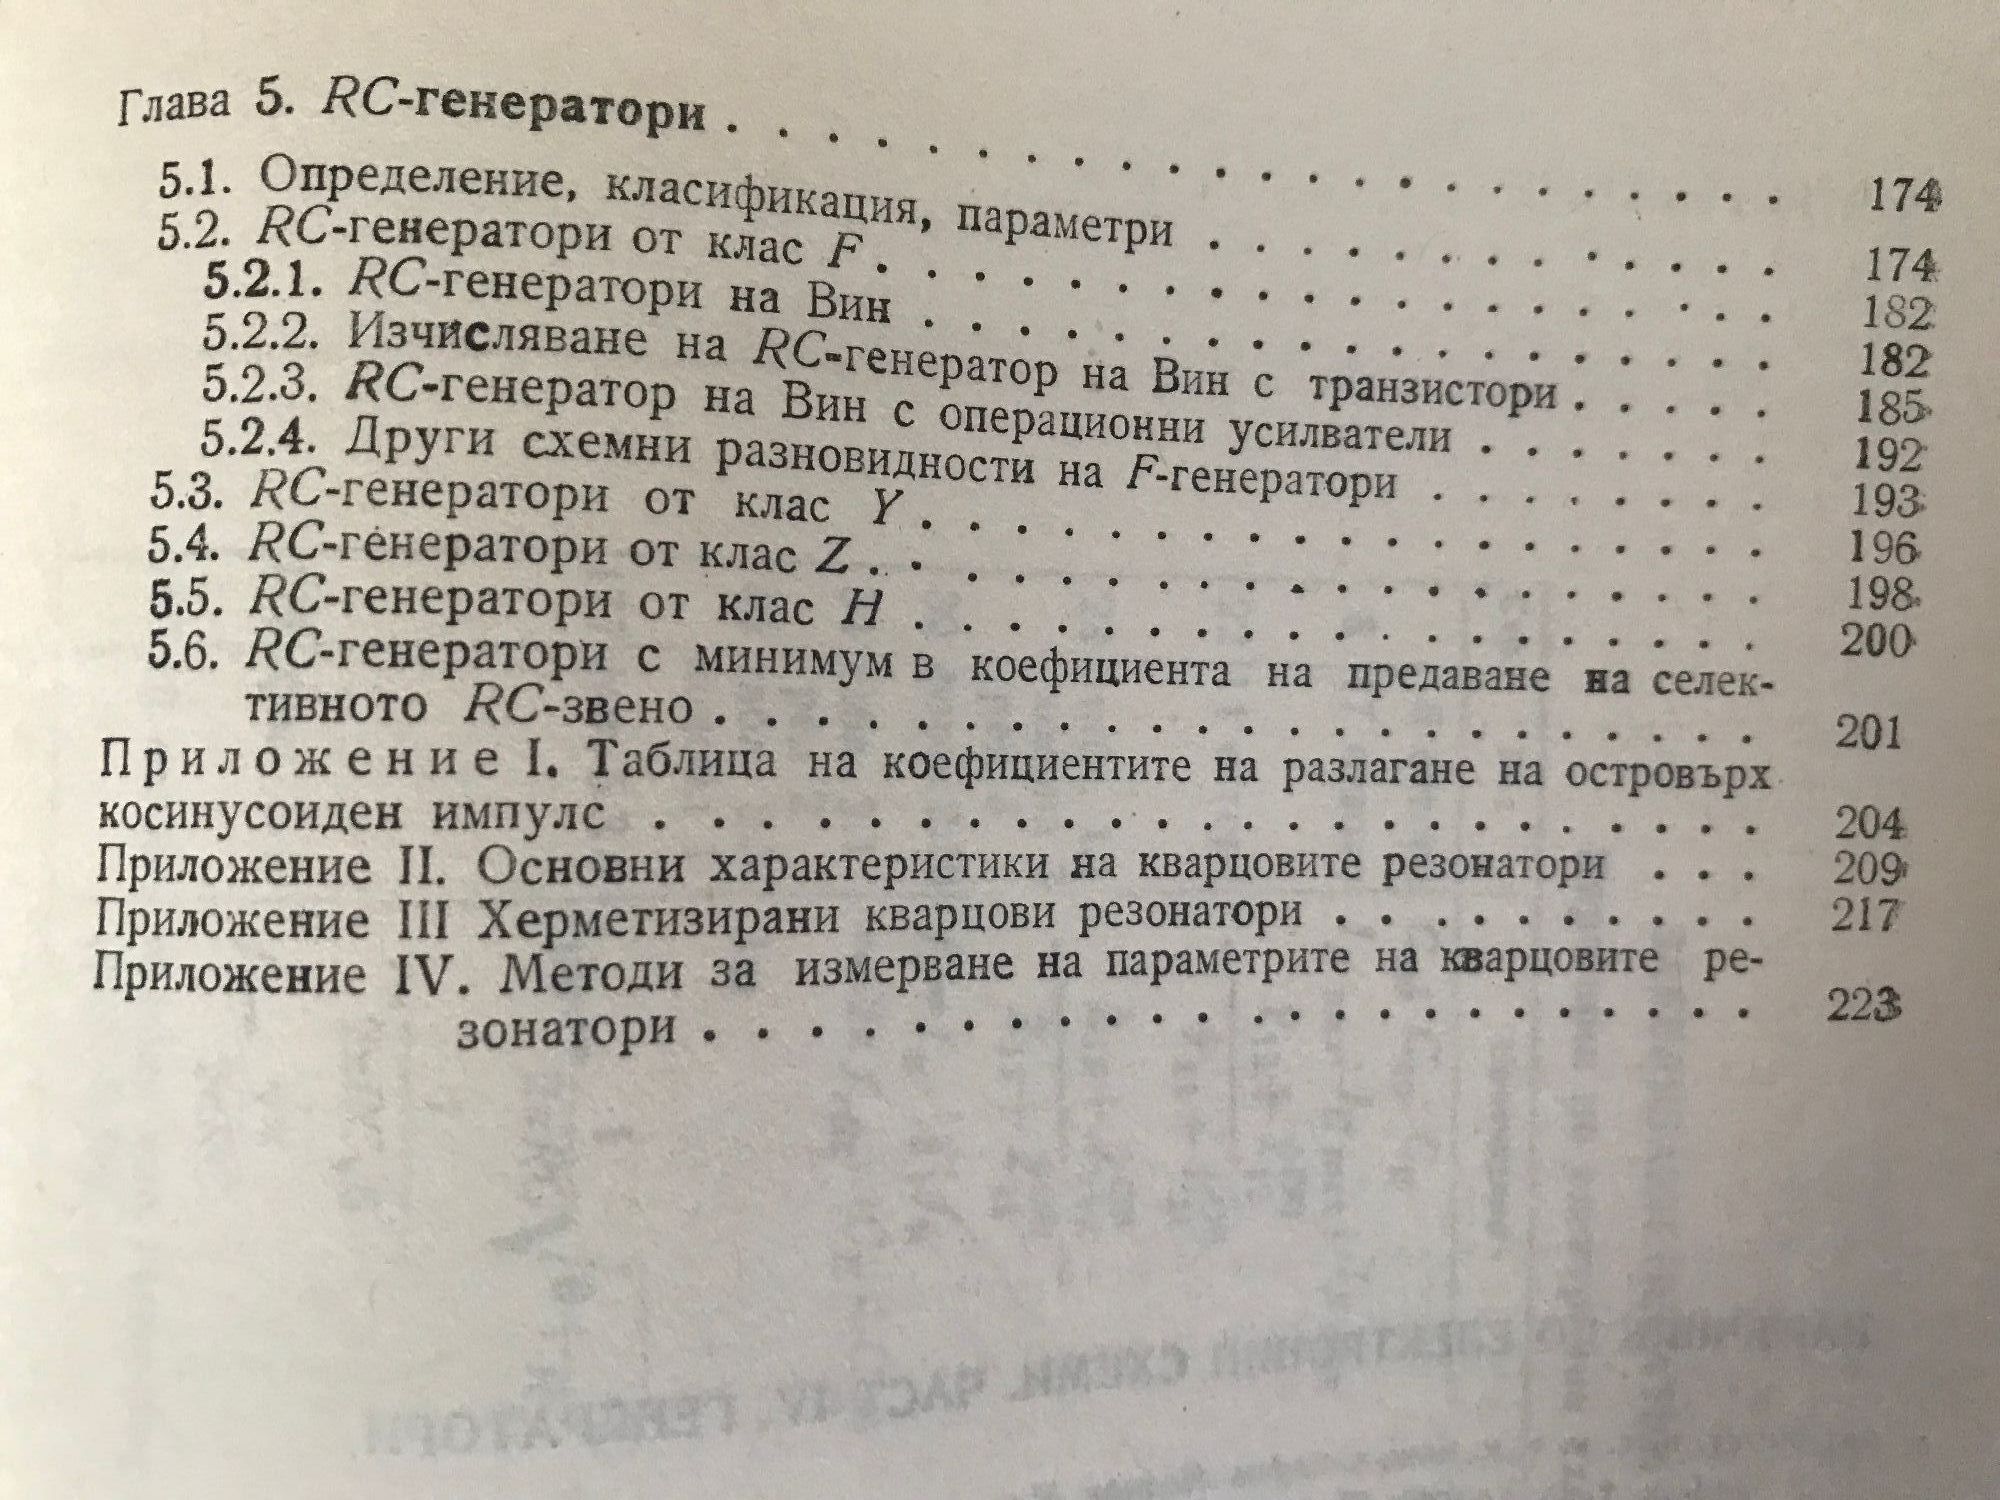 Глава 5. RC-генератори . . . . . . . . . . . . . . . . . . . . . . 174
5.1. Определение, класификация, параметри . . . . . . . . . . . . . 174
5.2. RC-генератори от клас F . . . . . . . . . . . . . . . . . . . 182
5.2.1. RC-генератори на Вин . . . . . . . . . . . . . . . . . . 182
5.2.2. Изчисляване на RC-генератор на Вин с транзистори . . . . . 185
5.2.3. RC-генератор на Вин с операционни усилватели . . . . . . . 192
5.2.4. Други схемни разновидности на F-генератори . . . . . . . . 193
5.3. RC-генератори от клас Y . . . . . . . . . . . . . . . . . . 196
5.4. RC-генератори от клас Z . . . . . . . . . . . . . . . . . . 198
5.5. RC-генератори от клас H . . . . . . . . . . . . . . . . . . 200
5.6. RC-генератори с минимум в коефициента на предаване на селек-
тивното RC-звено . . . . . . . . . . . . . . . . . . . . . 201
Приложение I. Таблица на коефициентите на разлагане на островърх
косинусоиден импулс . . . . . . . . . . . . . . . . . . . . . 204
Приложение II. Основни характеристики на кварцовите резонатори . . . 209
Приложение III Херметизирани кварцови резонатори . . . . . . . . . 217
Приложение IV. Методи за измерване на параметрите на кварцовите ре-
зонатори . . . . . . . . . . . . . . . . . . . . . 223